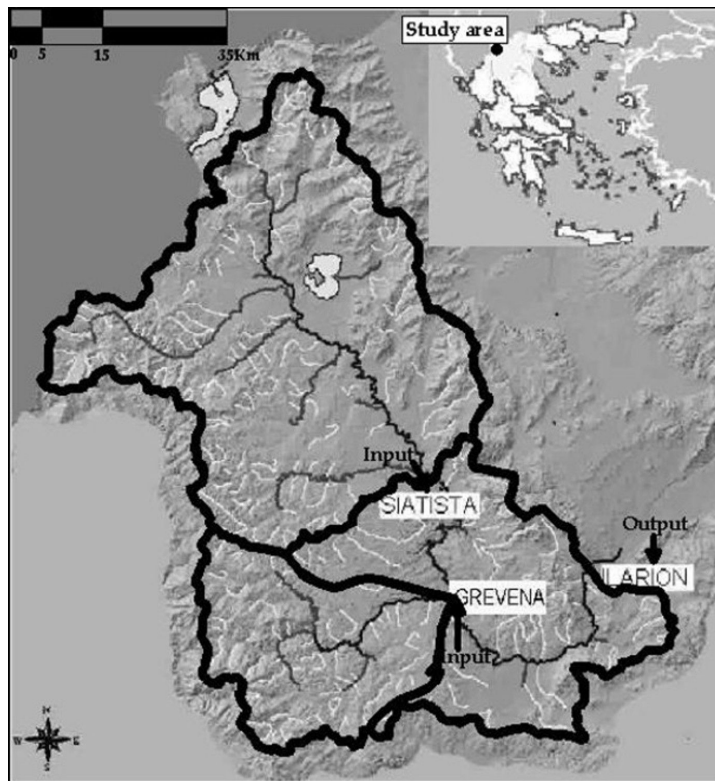 0 5 15 35Km
Study area
Input
SIATISTA
Output
ILARION
GREVENA
Input
N
W E
S